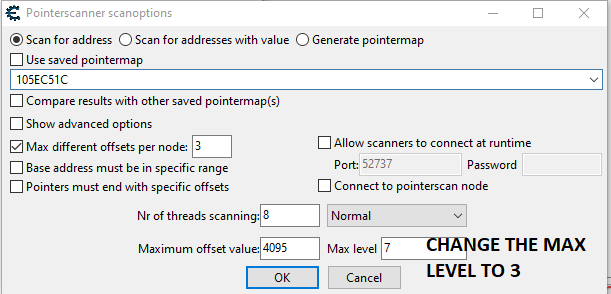 Pointerscanner scanoptions
Scan for address Scan for addresses with value Generate pointermap
Use saved pointermap
105EC51C
Compare results with other saved pointermap(s)
Show advanced options
Max different offsets per node: 3
Allow scanners to connect at runtime
Base address must be in specific range
Port: 52737 Password
Pointers must end with specific offsets
Connect to pointerscan node
Nr of threads scanning: 8 Normal
Maximum offset value: 4095 Max level 7
CHANGE THE MAX
LEVEL TO 3
OK Cancel